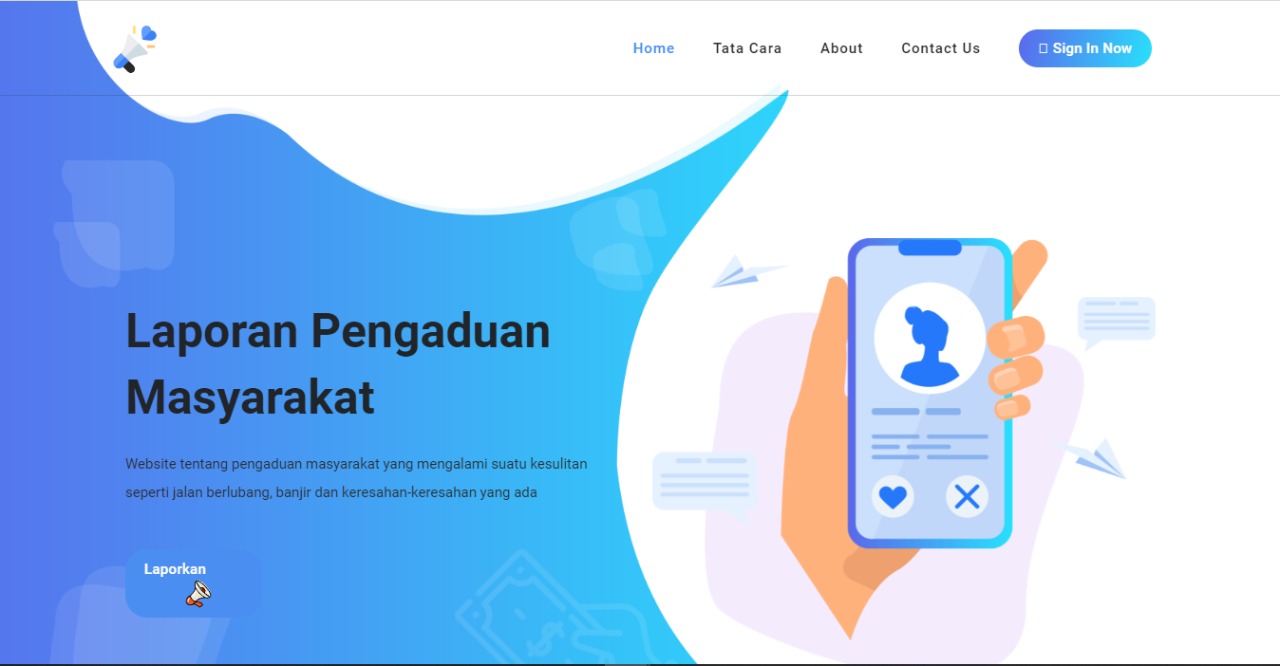 Home
Tata Cara
About
Contact Us
Sign In Now
Laporan Pengaduan
Masyarakat
Website tentang pengaduan masyarakat yang mengalami suatu kesulitan
seperti jalan berlubang, banjir dan keresahan-keresahan yang ada
Laporkan